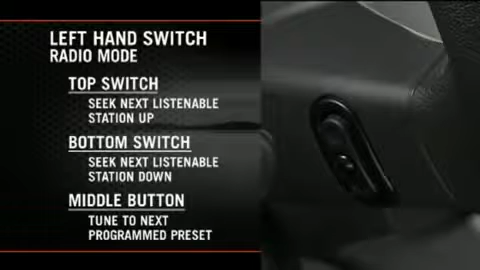 LEFT HAND SWITCH
RADIO MODE
TOP SWITCH
SEEK NEXT LISTENABLE
STATION UP
BOTTOM SWITCH
SEEK NEXT LISTENABLE
STATION DOWN
MIDDLE BUTTON
TUNE TO NEXT
PROGRAMMED PRESET